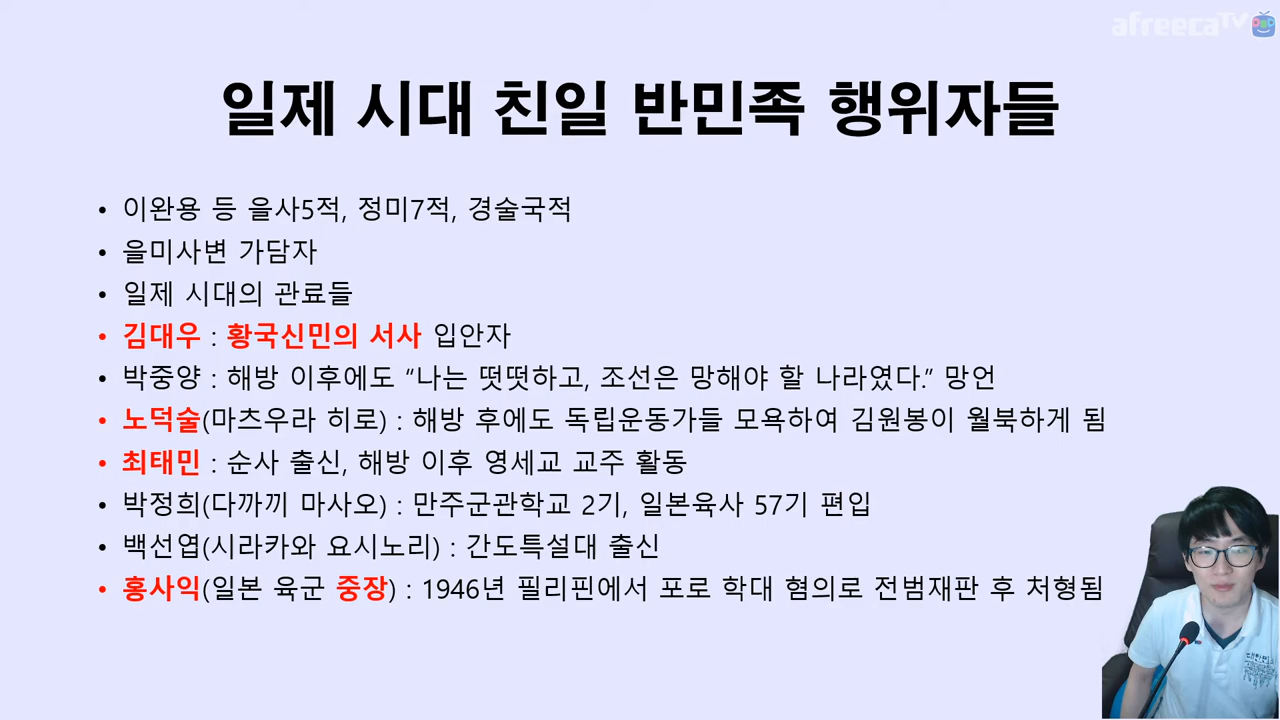 afreecaTV
일제 시대 친일 반민족 행위자들
• 이완용 등 을사5적, 정미7적, 경술국적
• 을미사변 가담자
• 일제 시대의 관료들
• 김대우 : 황국신민의 서사 입안자
• 박중양 : 해방 이후에도 “나는 떳떳하고, 조선은 망해야 할 나라였다.” 망언
• 노덕술(마츠우라 히로) : 해방 후에도 독립운동가들 모욕하여 김원봉이 월북하게 됨
• 최태민 : 순사 출신, 해방 이후 영세교 교주 활동
• 박정희(다까끼 마사오) : 만주군관학교 2기, 일본육사 57기 편입
• 백선엽(시라카와 요시노리) : 간도특설대 출신
• 홍사익(일본 육군 중장) : 1946년 필리핀에서 포로 학대 혐의로 전범재판 후 처형됨